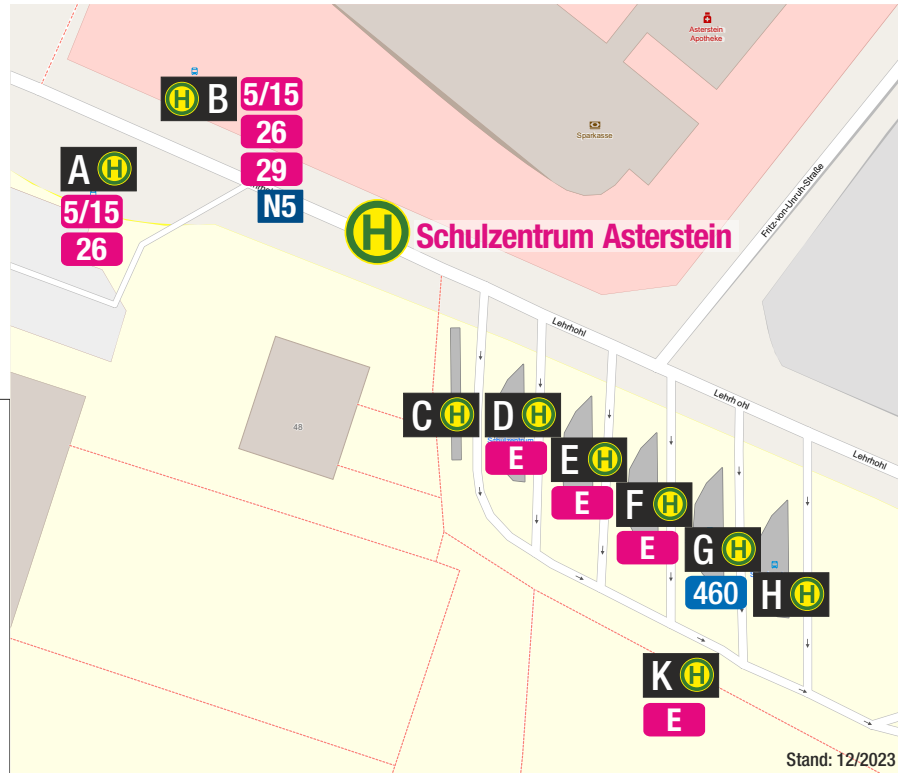 Asterstein
Apotheke
Sparkasse
H B
5/15
26
29
N5
A H
5/15
26
H Schulzentrum Asterstein
Fritz-von-Unruh-Straße
Lehrhohl
Lehrhohl
Lehrhohl
48
C H
D H
Schulzentrum
E
E H
E
F H
E
G H
460
H H
K H
E
Stand: 12/2023